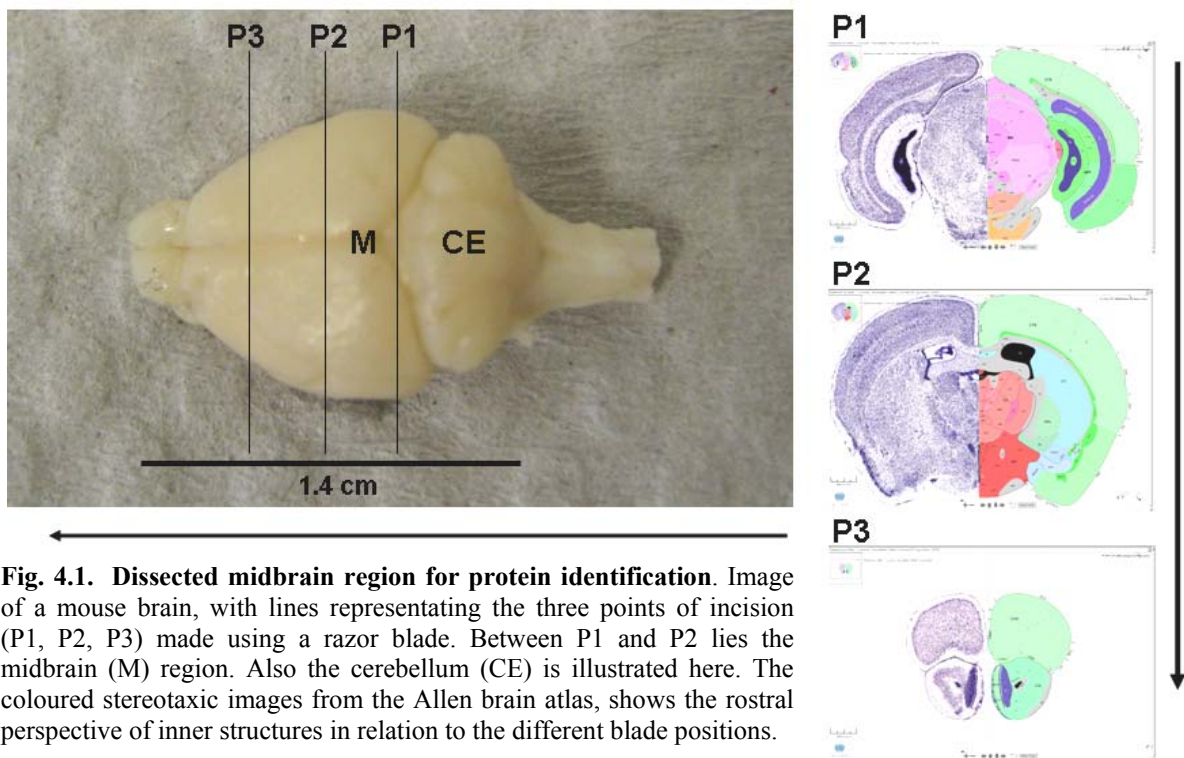 P3 P2 P1
M CE
1.4 cm
P1
P2
P3
Fig. 4.1. Dissected midbrain region for protein identification. Image
of a mouse brain, with lines representating the three points of incision
(P1, P2, P3) made using a razor blade. Between P1 and P2 lies the
midbrain (M) region. Also the cerebellum (CE) is illustrated here. The
coloured stereotaxic images from the Allen brain atlas, shows the rostral
perspective of inner structures in relation to the different blade positions.